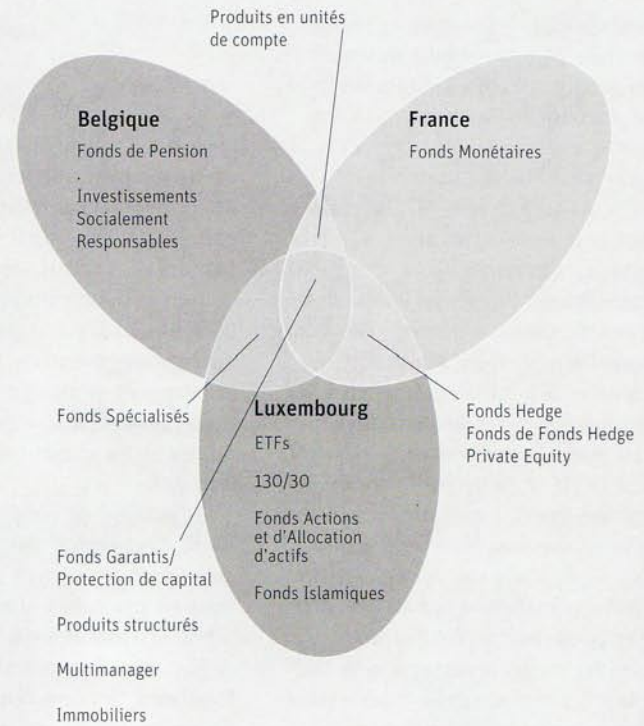 Produits en unités
de compte
Belgique
Fonds de Pension
.
Investissements
Socialement
Responsables
France
Fonds Monétaires
Fonds Spécialisés
Luxembourg
ETFs
130/30
Fonds Actions
et d'Allocation
d'actifs
Fonds Islamiques
Fonds Hedge
Fonds de Fonds Hedge
Private Equity
Fonds Garantis/
Protection de capital
Produits structurés
Multimanager
Immobiliers